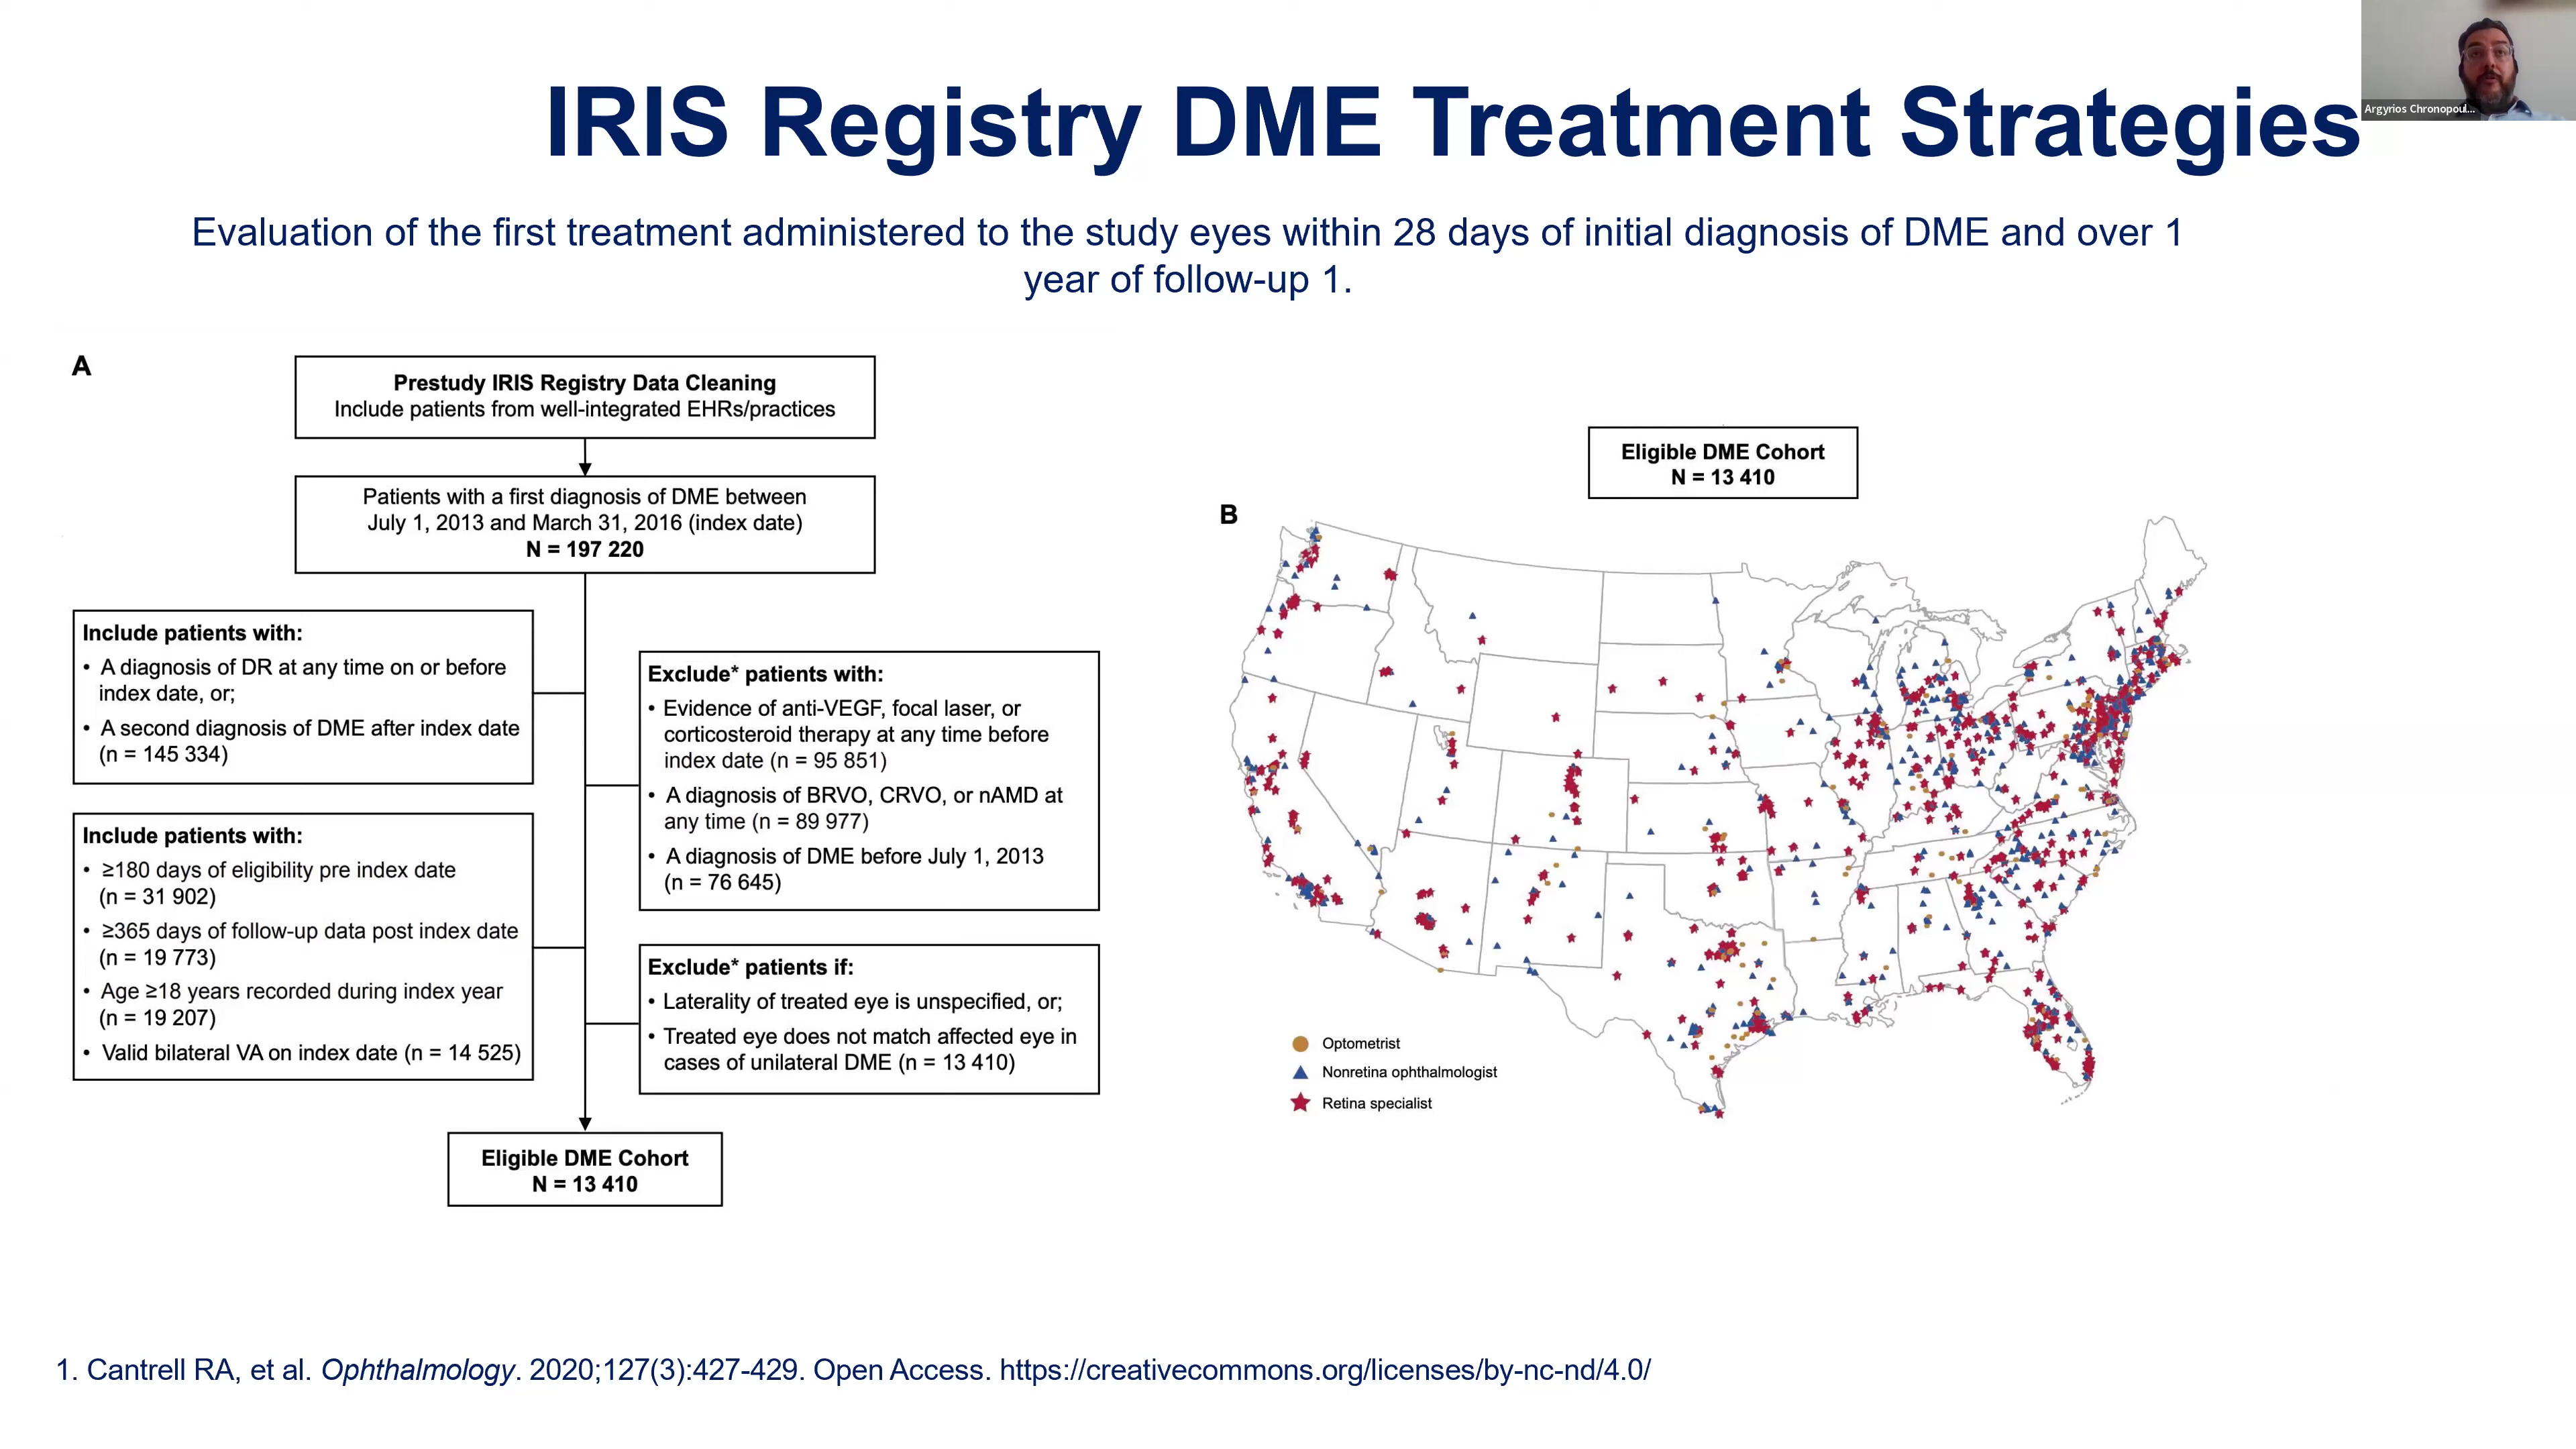 IRIS Registry DME Treatment Strategies
Argyrios Chronopoul...
Evaluation of the first treatment administered to the study eyes within 28 days of initial diagnosis of DME and over 1
year of follow-up 1.
A
Prestudy IRIS Registry Data Cleaning
Include patients from well-integrated EHRs/practices
Patients with a first diagnosis of DME between
July 1, 2013 and March 31, 2016 (index date)
N = 197 220
Include patients with:
• A diagnosis of DR at any time on or before
index date, or;
• A second diagnosis of DME after index date
(n = 145 334)
Exclude* patients with:
• Evidence of anti-VEGF, focal laser, or
corticosteroid therapy at any time before
index date (n = 95 851)
• A diagnosis of BRVO, CRVO, or nAMD at
any time (n = 89 977)
• A diagnosis of DME before July 1, 2013
(n = 76 645)
Include patients with:
• ≥180 days of eligibility pre index date
(n = 31 902)
• ≥365 days of follow-up data post index date
(n = 19 773)
• Age ≥18 years recorded during index year
(n = 19 207)
• Valid bilateral VA on index date (n = 14 525)
Exclude* patients if:
• Laterality of treated eye is unspecified, or;
• Treated eye does not match affected eye in
cases of unilateral DME (n = 13 410)
Eligible DME Cohort
N = 13 410
Eligible DME Cohort
N = 13 410
B
Optometrist
Nonretina ophthalmologist
Retina specialist
1. Cantrell RA, et al. Ophthalmology. 2020;127(3):427-429. Open Access. https://creativecommons.org/licenses/by-nc-nd/4.0/